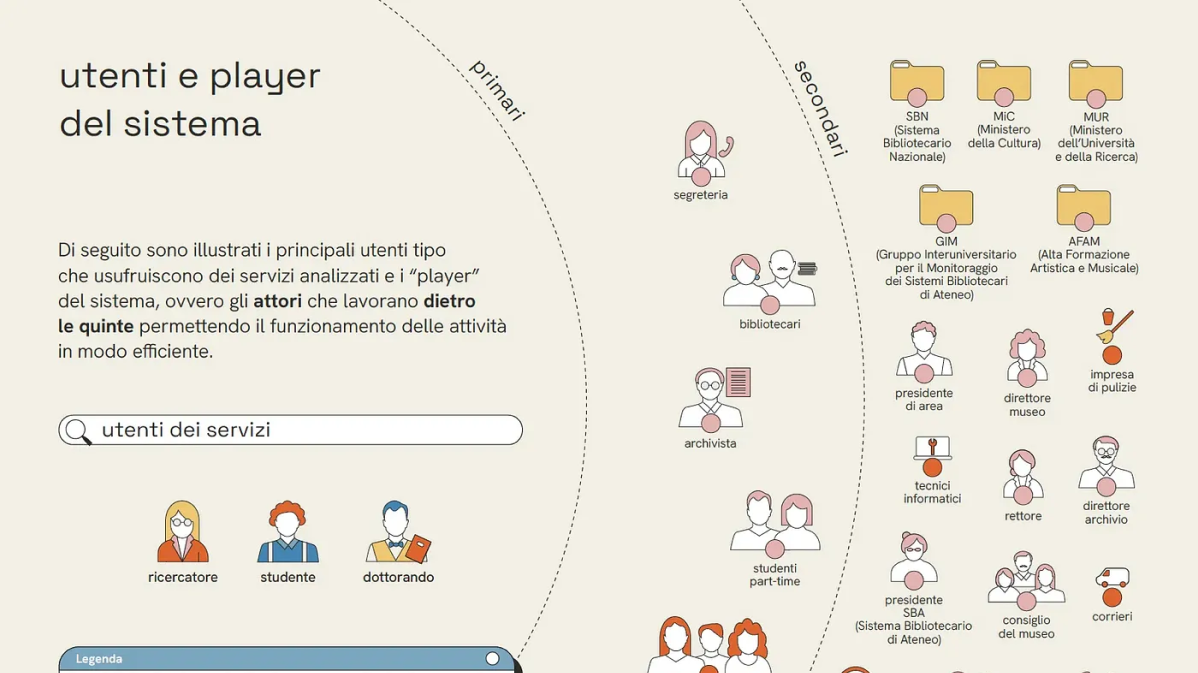 utenti e player
del sistema
primari
secondari
Di seguito sono illustrati i principali utenti tipo
che usufruiscono dei servizi analizzati e i “player”
del sistema, ovvero gli attori che lavorano dietro
le quinte permettendo il funzionamento delle attività
in modo efficiente.
utenti dei servizi
ricercatore
studente
dottorando
Legenda
segreteria
bibliotecari
archivista
studenti
part-time
SBN
(Sistema
Bibliotecario
Nazionale)
MiC
(Ministero
della Cultura)
MUR
(Ministero
dell’Università
e della Ricerca)
GIM
(Gruppo Interuniversitario
per il Monitoraggio
dei Sistemi Bibliotecari
di Ateneo)
AFAM
(Alta Formazione
Artistica e Musicale)
presidente
di area
direttore
museo
impresa
di pulizie
tecnici
informatici
rettore
direttore
archivio
presidente
SBA
(Sistema Bibliotecario
di Ateneo)
consiglio
del museo
corrieri